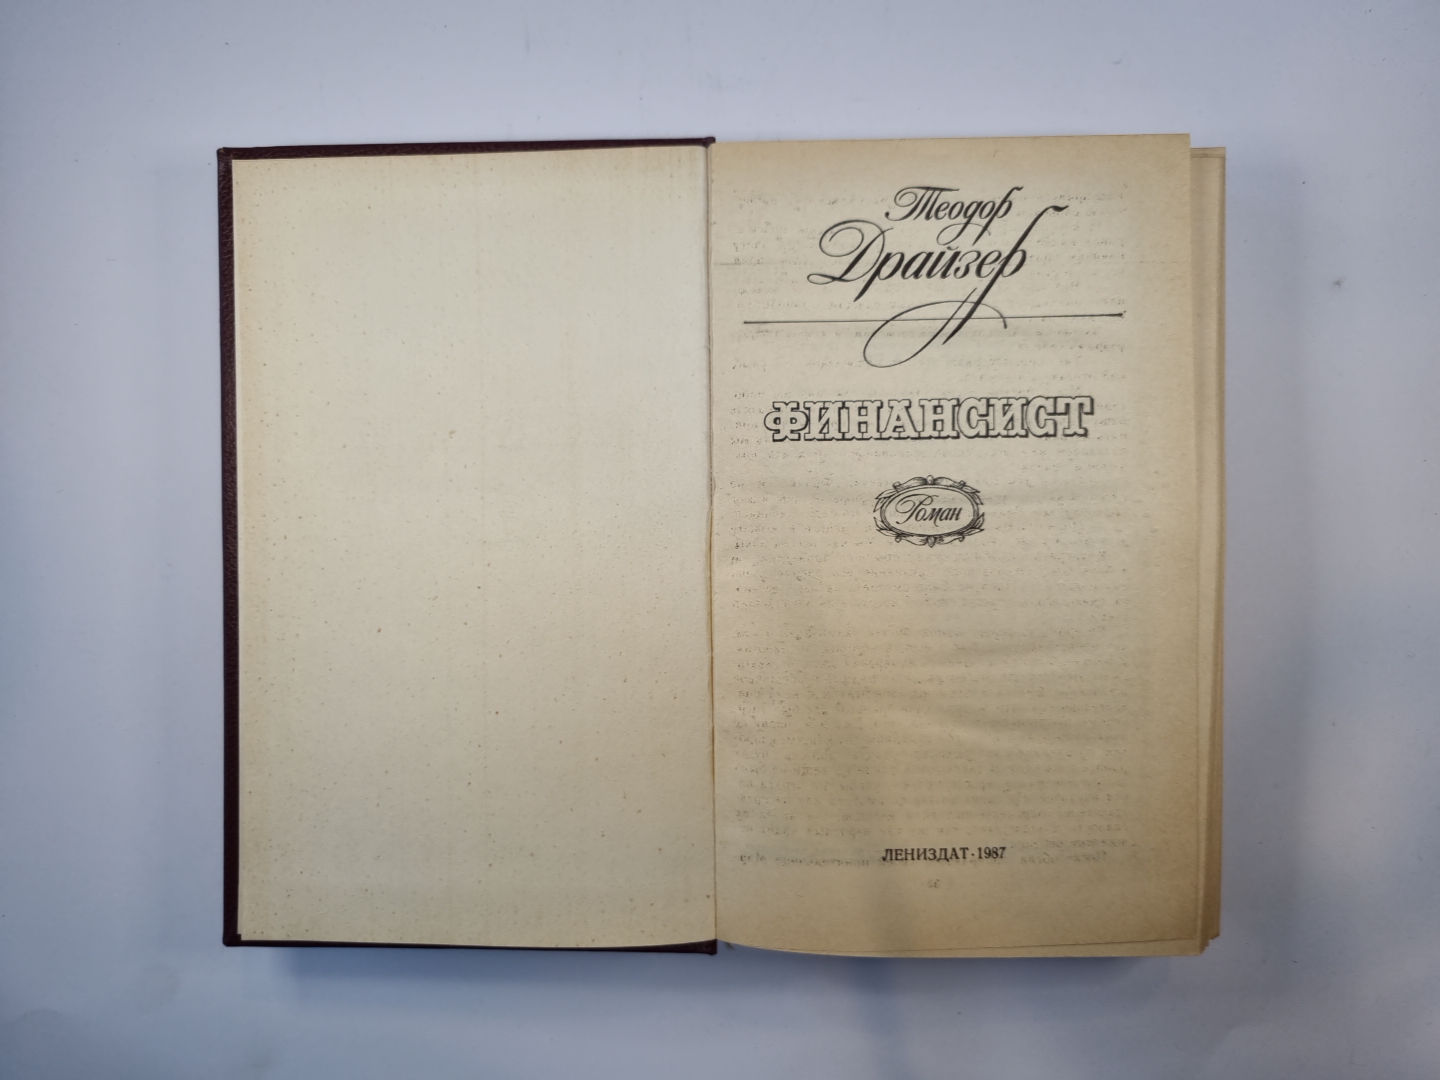 Теодор
Драйзер
ФИНАНСИСТ
Роман
ЛЕНИЗДАТ·1987